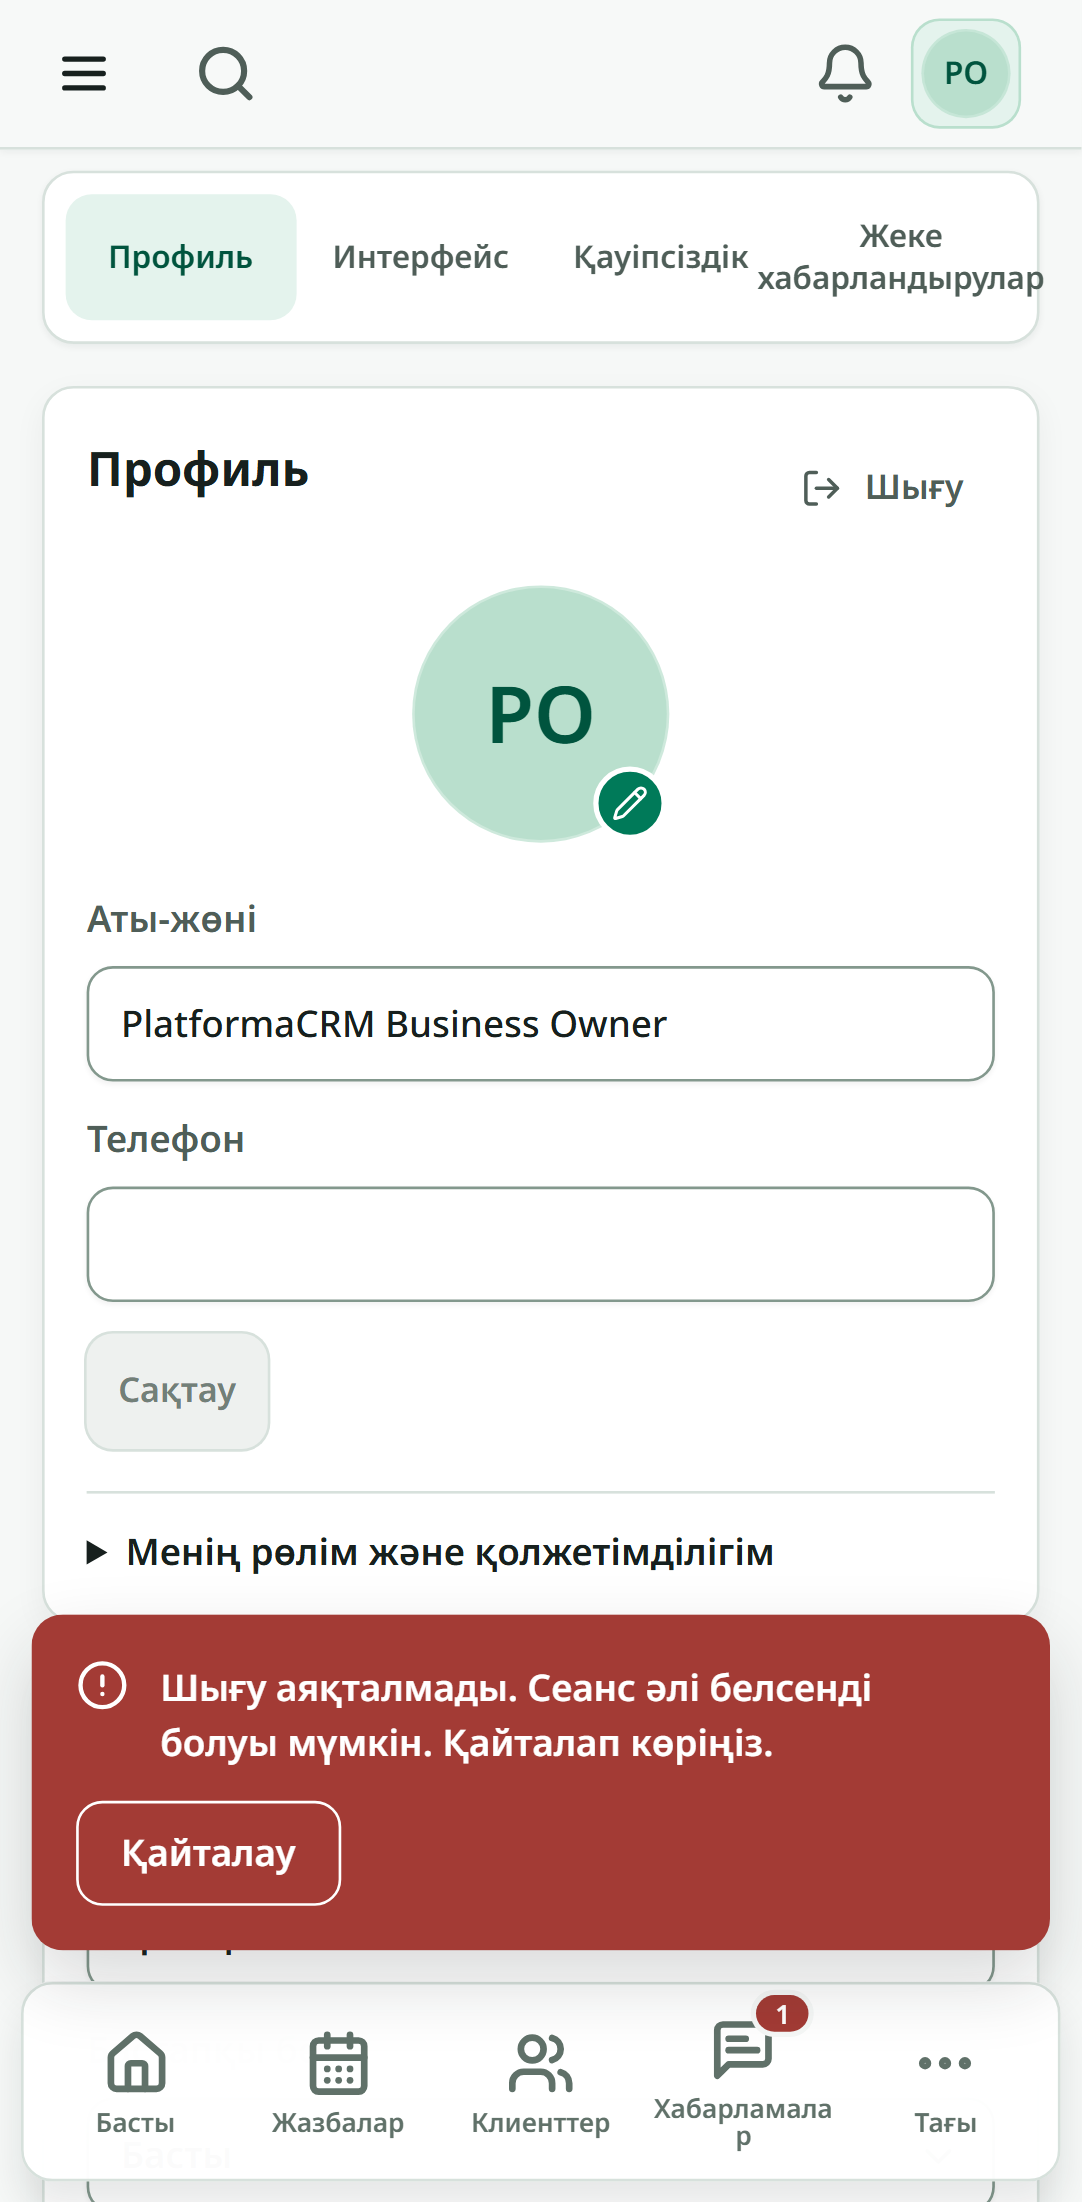 PO
Профиль
Интерфейс
Қауіпсіздік
Жеке
хабарландырулар
Профиль
Шығу
PO
Аты-жөні
PlatformaCRM Business Owner
Телефон
Сақтау
Менің рөлім және қолжетімділігім
Шығу аяқталмады. Сеанс әлі белсенді
болуы мүмкін. Қайталап көріңіз.
Қайталау
1
Басты
Жазбалар
Клиенттер
Хабарламала
р
Тағы
Басты